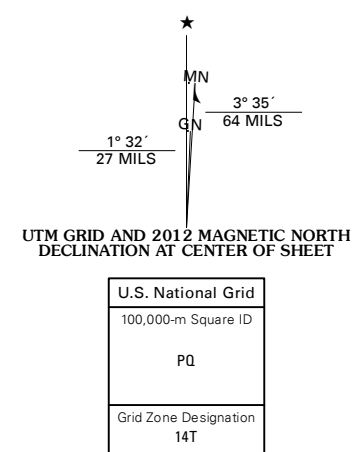 ★
MN
3° 35´
64 MILS
GN
1° 32´
27 MILS
UTM GRID AND 2012 MAGNETIC NORTH
DECLINATION AT CENTER OF SHEET
U.S. National Grid
100,000-m Square ID
PQ
Grid Zone Designation
14T